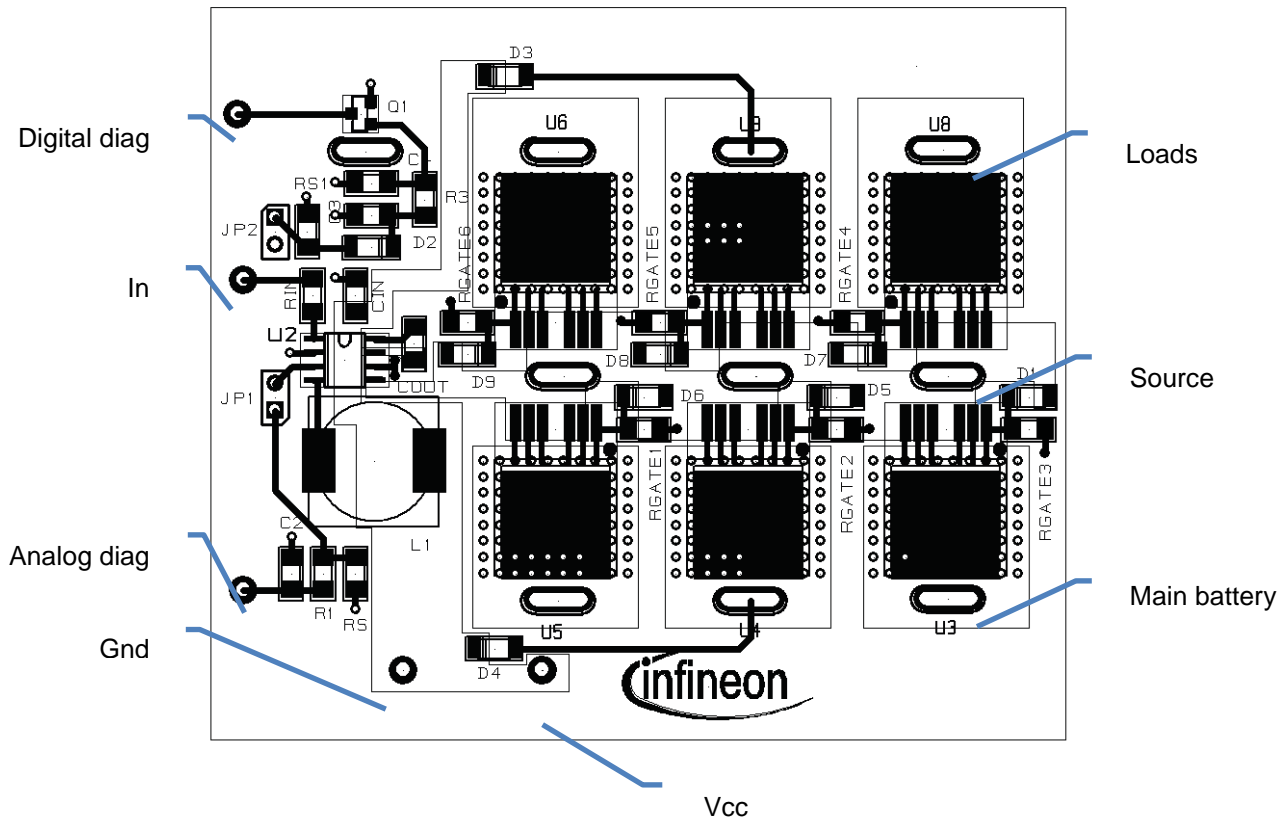 D3
Q1
Digital diag
U6
U9
U8
Loads
RS1
R3
JP2
C3
D2
RGATE6
RGATE5
RGATE4
In
RIN
CIN
U2
D9
D8
D7
COUT
JP1
D6
D5
D1
Source
RGATE1
RGATE2
RGATE3
C2
L1
Analog diag
R1
RS
Main battery
U5
U4
U3
Gnd
D4
infineon
Vcc